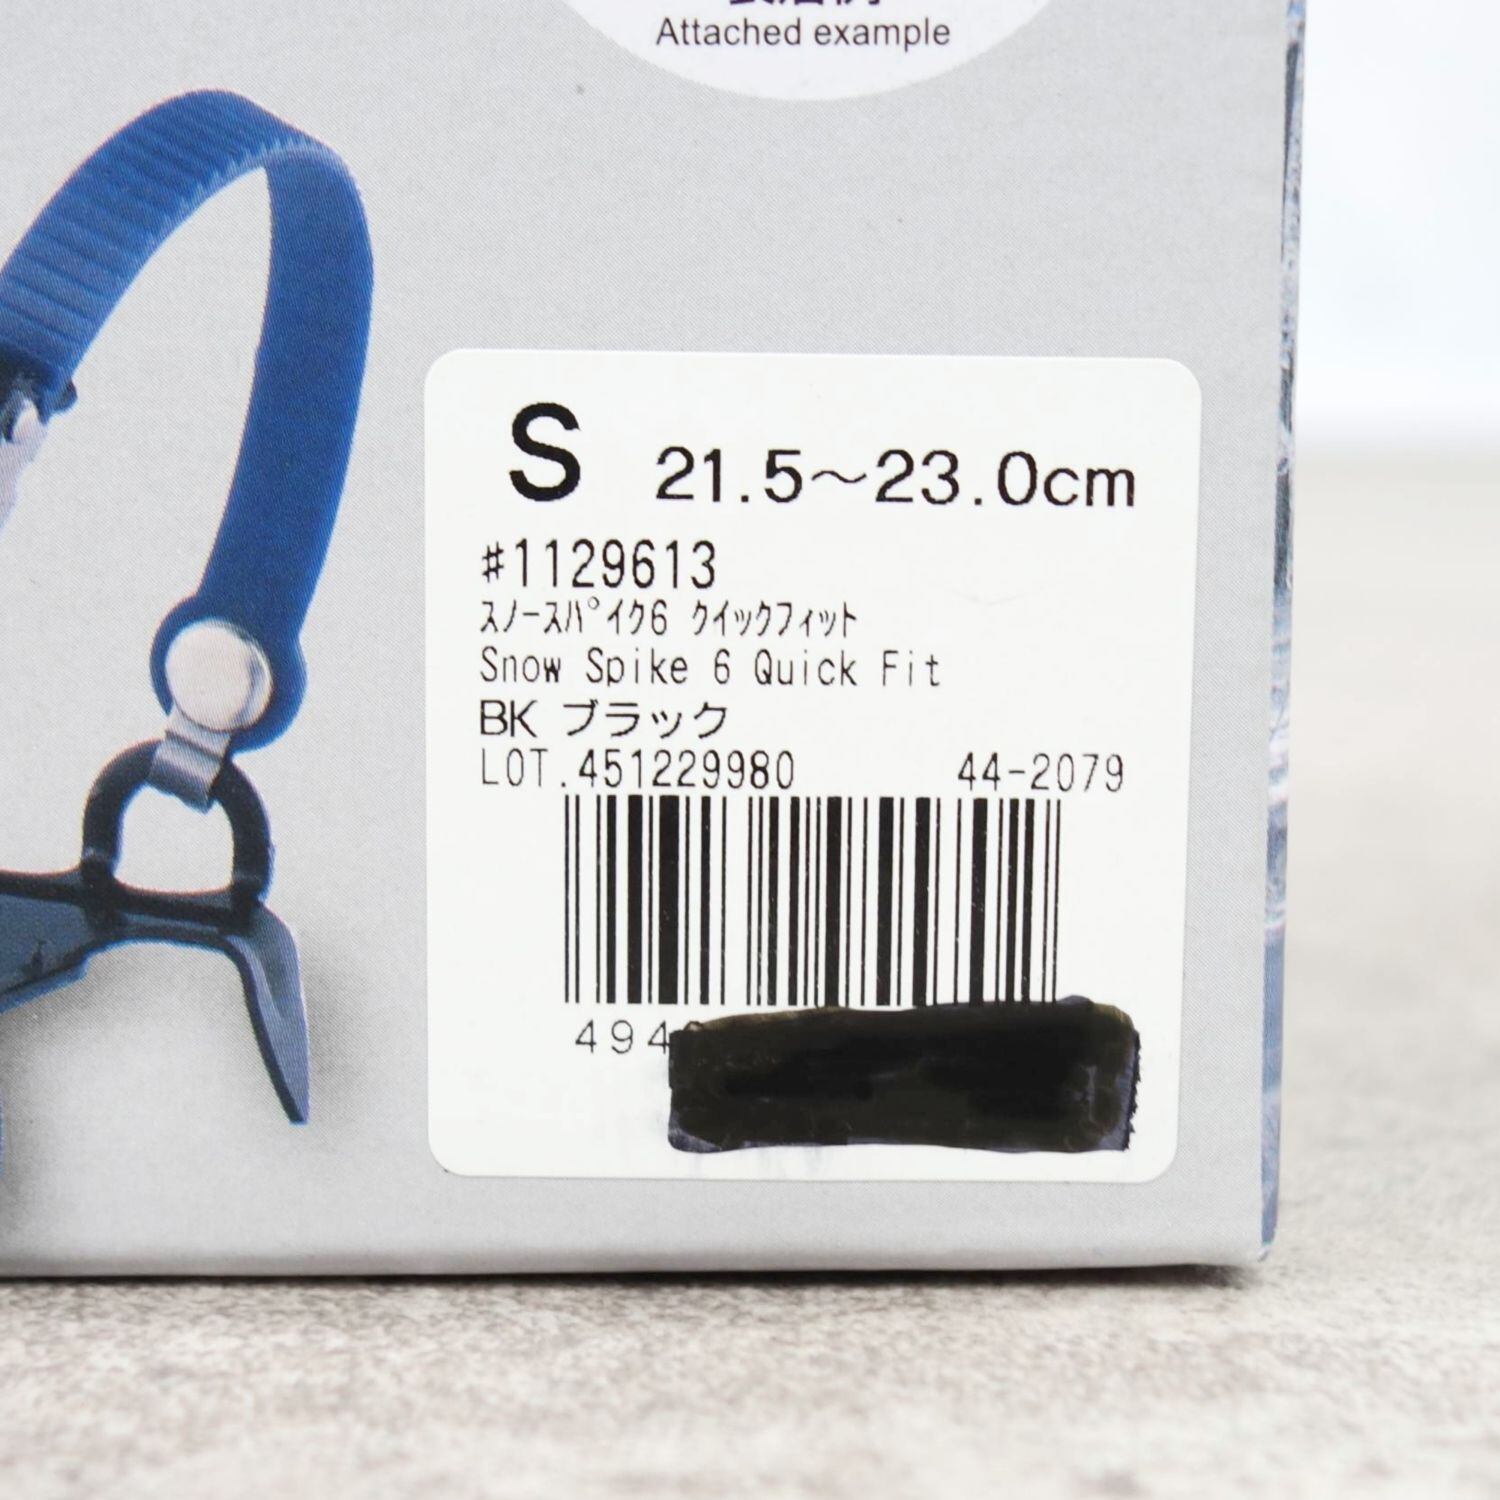 Attached example
S 21.5～23.0cm
#1129613
ｽﾉｰｽﾊﾟｲｸ6 ｸｲｯｸﾌｨｯﾄ
Snow Spike 6 Quick Fit
BK ブラック
LOT.451229980 44-2079
494